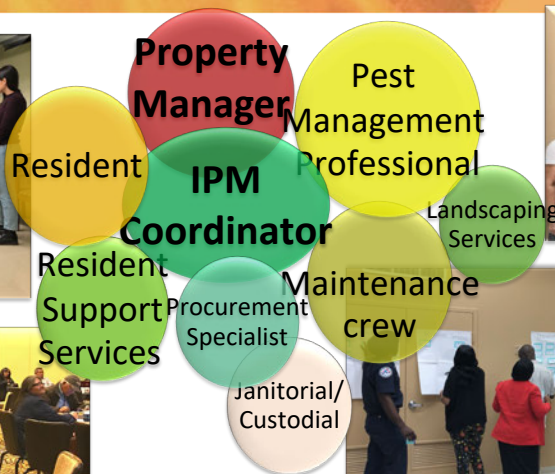 Property
Manager
Pest
Management
Professional
Resident
IPM
Coordinator
Landscaping
Services
Resident
Support
Services
Procurement
Specialist
Maintenance
crew
Janitorial/
Custodial